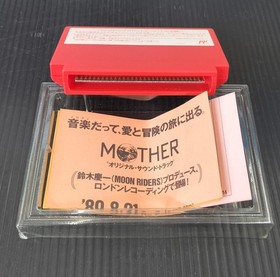 音楽だって、愛と冒険の旅に出る。
MOTHER
"オリジナル・サウンドトラック"
鈴木慶一(MOON RIDERS)プロデュース。
ロンドンレコーディングで登場!
'89.8.21